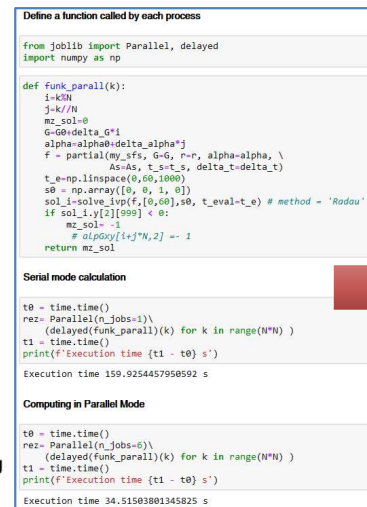 Define a function called by each process
from joblib import Parallel, delayed
import numpy as np
def funk_parall(k):
    i=k%N
    j=k//N
    mz_sol=0
    G=G0+delta_G*i
    alpha=alpha0+delta_alpha*j
    f = partial(my_sfs, G=G, r=r, alpha=alpha, \
                As=As, t_s=t_s, delta_t=delta_t)
    t_e=np.linspace(0,60,1000)
    s0 = np.array([0, 0, 1, 0])
    sol_i=solve_ivp(f,[0,60],s0, t_eval=t_e) # method = 'Radau'
    if sol_i.y[2][999] < 0:
        mz_sol= -1
         # alpGxy[i+j*N,2] =- 1
    return mz_sol
Serial mode calculation
t0 = time.time()
rez= Parallel(n_jobs=1)\
    (delayed(funk_parall)(k) for k in range(N*N) )
t1 = time.time()
print(f'Execution time {t1 - t0} s')
Execution time 159.9254457950592 s
Computing in Parallel Mode
t0 = time.time()
rez= Parallel(n_jobs=6)\
    (delayed(funk_parall)(k) for k in range(N*N) )
t1 = time.time()
print(f'Execution time {t1 - t0} s')
Execution time 34.51503801345825 s